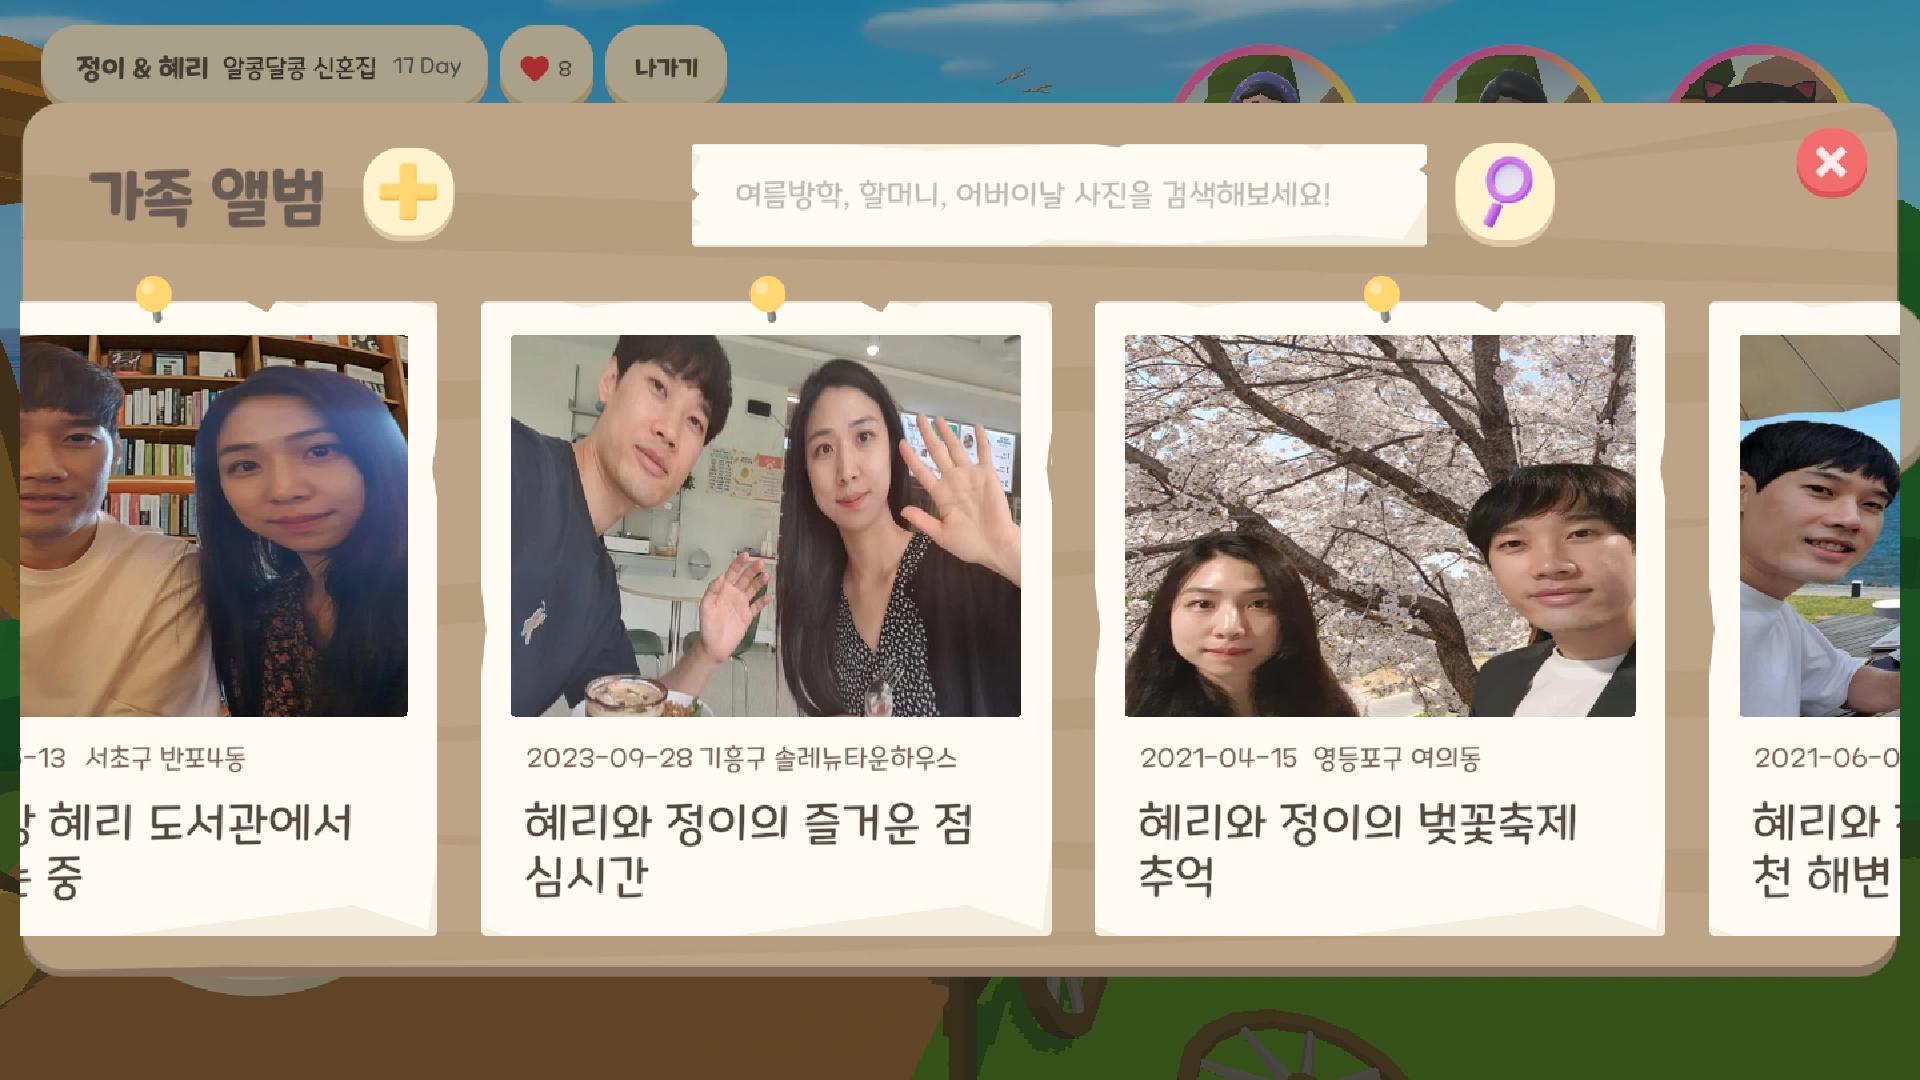 정이 & 혜리 알콩달콩 신혼집 17 Day
8
나가기
가족 앨범
여름방학, 할머니, 어버이날 사진을 검색해보세요!
-13 서초구 반포4동
혜리 도서관에서
중
2023-09-28 기흥구 솔레뉴타운하우스
혜리와 정이의 즐거운 점
심시간
2021-04-15 영등포구 여의동
혜리와 정이의 벚꽃축제
추억
2021-06-0
혜리와
천 해변